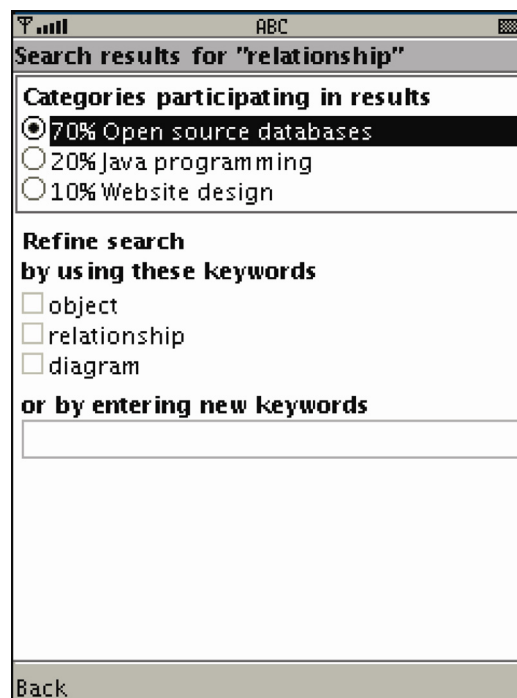 ABC
Search results for "relationship"
Categories participating in results
70% Open source databases
20% Java programming
10% Website design
Refine search
by using these keywords
object
relationship
diagram
or by entering new keywords
Back